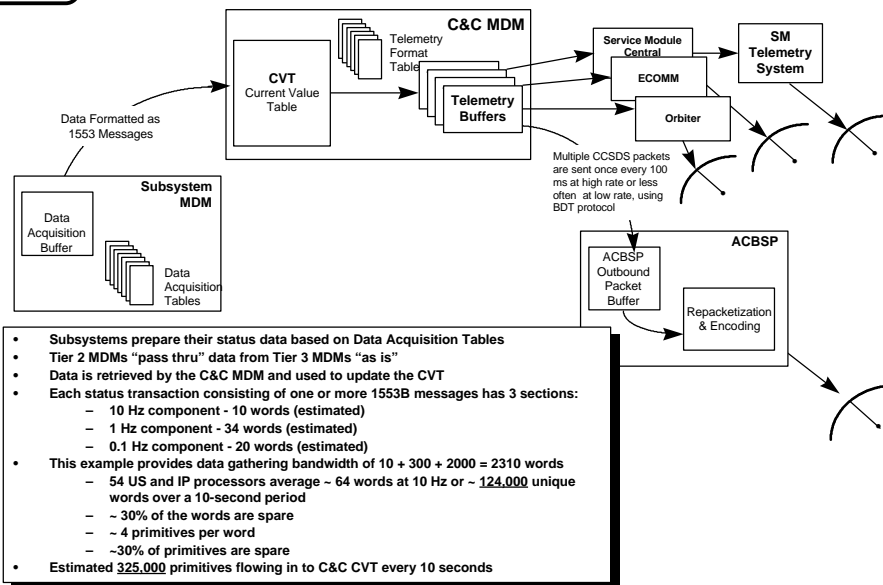 C&C MDM
Telemetry
Format
Table
CVT
Current Value
Table
Telemetry
Buffers
Service Module
Central
ECOMM
Orbiter
SM
Telemetry
System
Data Formatted as
1553 Messages
Multiple CCSDS packets
are sent once every 100
ms at high rate or less
often at low rate, using
BDT protocol
Subsystem
MDM
Data
Acquisition
Buffer
Data
Acquisition
Tables
ACBSP
ACBSP
Outbound
Packet
Buffer
Repacketization
& Encoding
• Subsystems prepare their status data based on Data Acquisition Tables
• Tier 2 MDMs “pass thru” data from Tier 3 MDMs “as is”
• Data is retrieved by the C&C MDM and used to update the CVT
• Each status transaction consisting of one or more 1553B messages has 3 sections:
– 10 Hz component - 10 words (estimated)
– 1 Hz component - 34 words (estimated)
– 0.1 Hz component - 20 words (estimated)
• This example provides data gathering bandwidth of 10 + 300 + 2000 = 2310 words
– 54 US and IP processors average ~ 64 words at 10 Hz or ~ 124,000 unique
words over a 10-second period
– ~ 30% of the words are spare
– ~ 4 primitives per word
– ~30% of primitives are spare
• Estimated 325,000 primitives flowing in to C&C CVT every 10 seconds